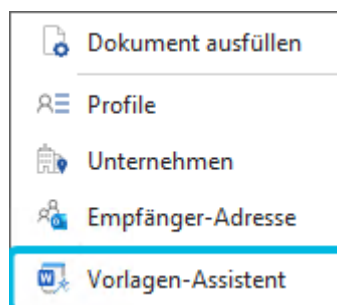 Dokument ausfüllen
Profile
Unternehmen
Empfänger-Adresse
Vorlagen-Assistent